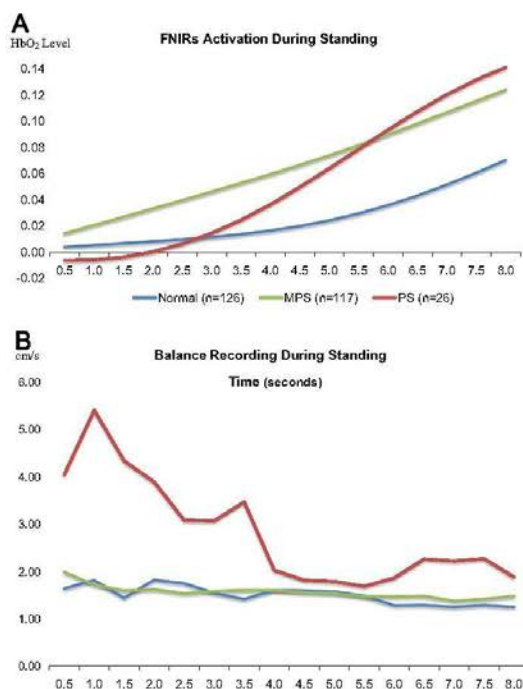 A
HbO2 Level
FNIRs Activation During Standing
0.14
0.12
0.10
0.08
0.06
0.04
0.02
0.00
-0.02
0.5 1.0 1.5 2.0 2.5 3.0 3.5 4.0 4.5 5.0 5.5 6.0 6.5 7.0 7.5 8.0
Normal (n=126) MPS (n=117) PS (n=26)
B
cm/s
Balance Recording During Standing
Time (seconds)
6.00
5.00
4.00
3.00
2.00
1.00
0.00
0.5 1.0 1.5 2.0 2.5 3.0 3.5 4.0 4.5 5.0 5.5 6.0 6.5 7.0 7.5 8.0